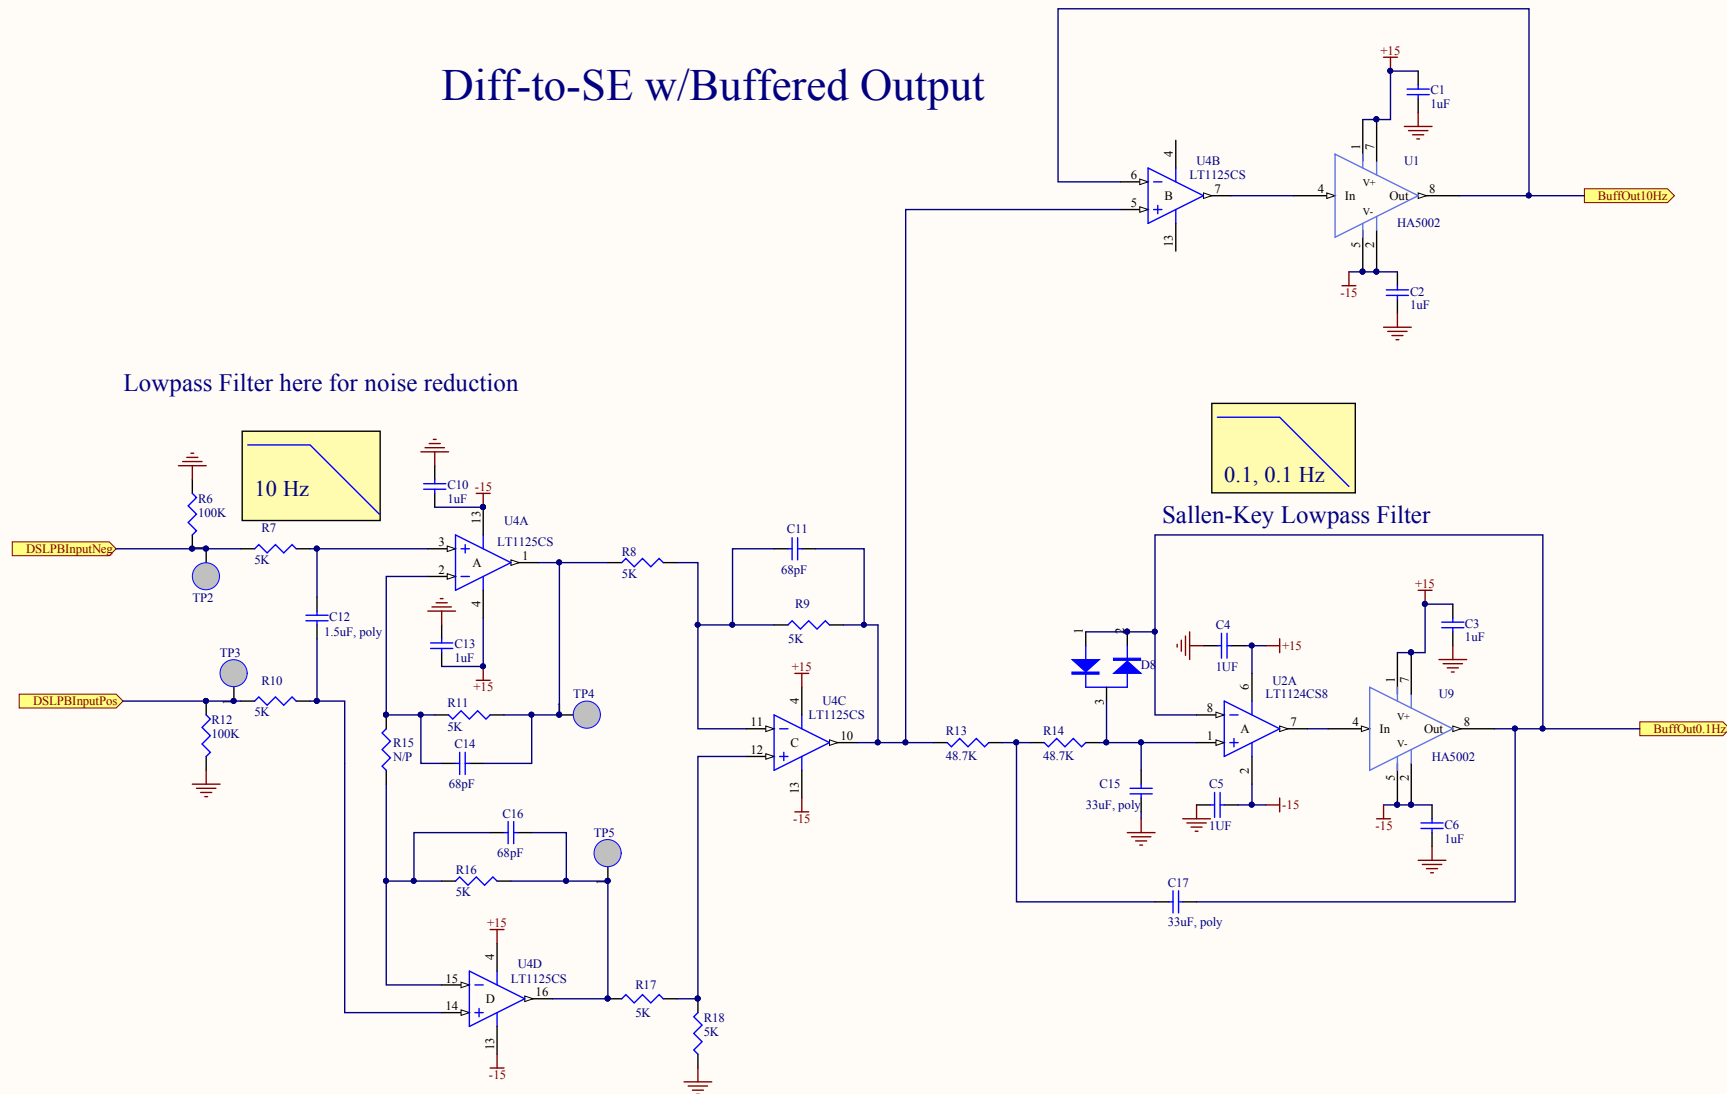 Diff-to-SE w/Buffered Output
+15
C1
1uF
1
7
4
U4B
LT1125CS
U1
6
5
B
7
4
In
V+
Out
V-
8
BuffOut10Hz
HA5002
13
5
2
-15
C2
1uF
Lowpass Filter here for noise reduction
10 Hz
0.1, 0.1 Hz
Sallen-Key Lowpass Filter
R6
100K
C10
1uF
-15
13
U4A
LT1125CS
DSLPBInputNeg
R7
5K
3
2
A
1
4
TP2
C12
1.5uF, poly
C13
1uF
+15
R8
5K
C11
68pF
R9
5K
TP3
DSLPBInputPos
R10
5K
R12
100K
R11
5K
TP4
R15
N/P
C14
68pF
+15
4
U4C
LT1125CS
11
12
C
10
13
-15
R13
48.7K
R14
48.7K
1
2
D8
3
C4
1UF
+15
6
U2A
LT1124CS8
8
1
A
7
2
C15
33uF, poly
C5
1UF
-15
+15
C3
1uF
1
7
U9
4
In
V+
Out
V-
8
BuffOut0.1Hz
HA5002
5
2
-15
C6
1uF
C17
33uF, poly
C16
68pF
TP5
R16
5K
+15
4
U4D
LT1125CS
15
14
D
16
13
-15
R17
5K
R18
5K